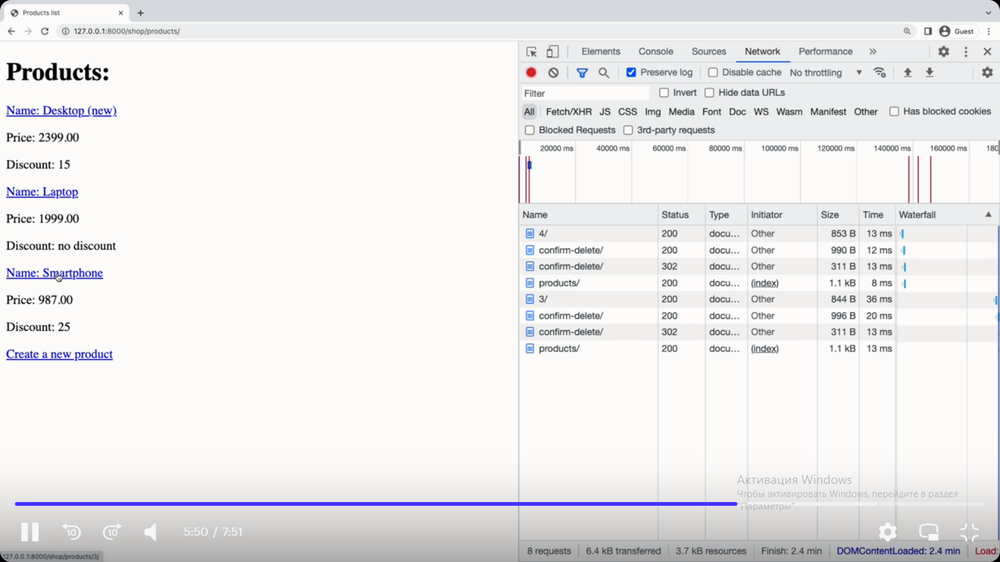 Products list
127.0.0.1:8000/shop/products/
Guest
Products:
Name: Desktop (new)
Price: 2399.00
Discount: 15
Name: Laptop
Price: 1999.00
Discount: no discount
Name: Smartphone
Price: 987.00
Discount: 25
Create a new product
Elements Console Sources Network Performance
Preserve log Disable cache No throttling
Filter Invert Hide data URLs
All Fetch/XHR JS CSS Img Media Font Doc WS Wasm Manifest Other Has blocked cookies
Blocked Requests 3rd-party requests
20000 ms 40000 ms 60000 ms 80000 ms 100000 ms 120000 ms 140000 ms 160000 ms 180
Name Status Type Initiator Size Time Waterfall
4/ 200 docu... Other 853 B 13 ms
confirm-delete/ 200 docu... Other 990 B 12 ms
confirm-delete/ 302 docu... Other 311 B 13 ms
products/ 200 docu... (index) 1.1 kB 8 ms
3/ 200 docu... Other 844 B 36 ms
confirm-delete/ 200 docu... Other 996 B 20 ms
confirm-delete/ 302 docu... Other 311 B 13 ms
products/ 200 docu... (index) 1.1 kB 13 ms
Активация Windows
Чтобы активировать Windows, перейдите в раздел
"Параметры".
10 10 5:50 / 7:51
127.0.0.1:8000/shop/products/3/
8 requests 6.4 kB transferred 3.7 kB resources Finish: 2.4 min DOMContentLoaded: 2.4 min Load: